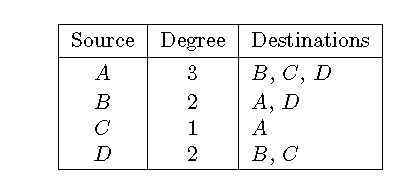 Source Degree Destinations
A 3 B, C, D
B 2 A, D
C 1 A
D 2 B, C